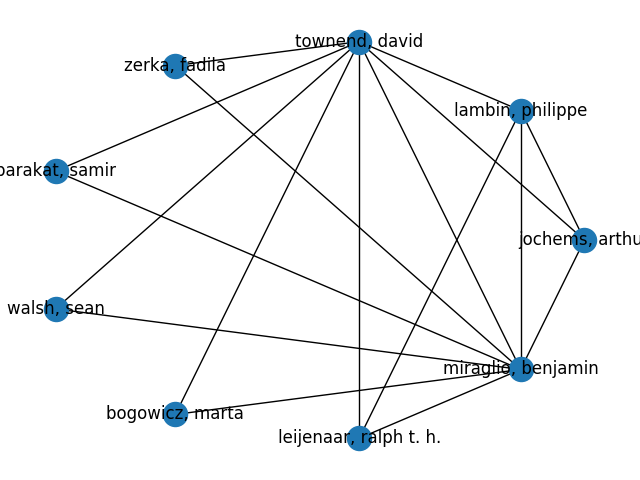 townend, david
zerka, fadila
lambin, philippe
barakat, samir
jochems, arthu
walsh, sean
miraglio, benjamin
bogowicz, marta
leijenaar, ralph t. h.